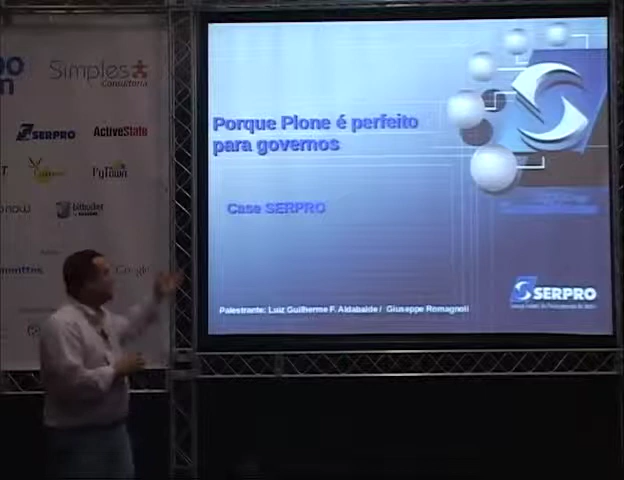 Simples
Consultoria
SERPRO
ActiveState
PyTown
Google
Porque Plone é perfeito
para governos
Case SERPRO
SERPRO
Palestrante: Luiz Guilherme F. Aldabalde / Giuseppe Romagnoli